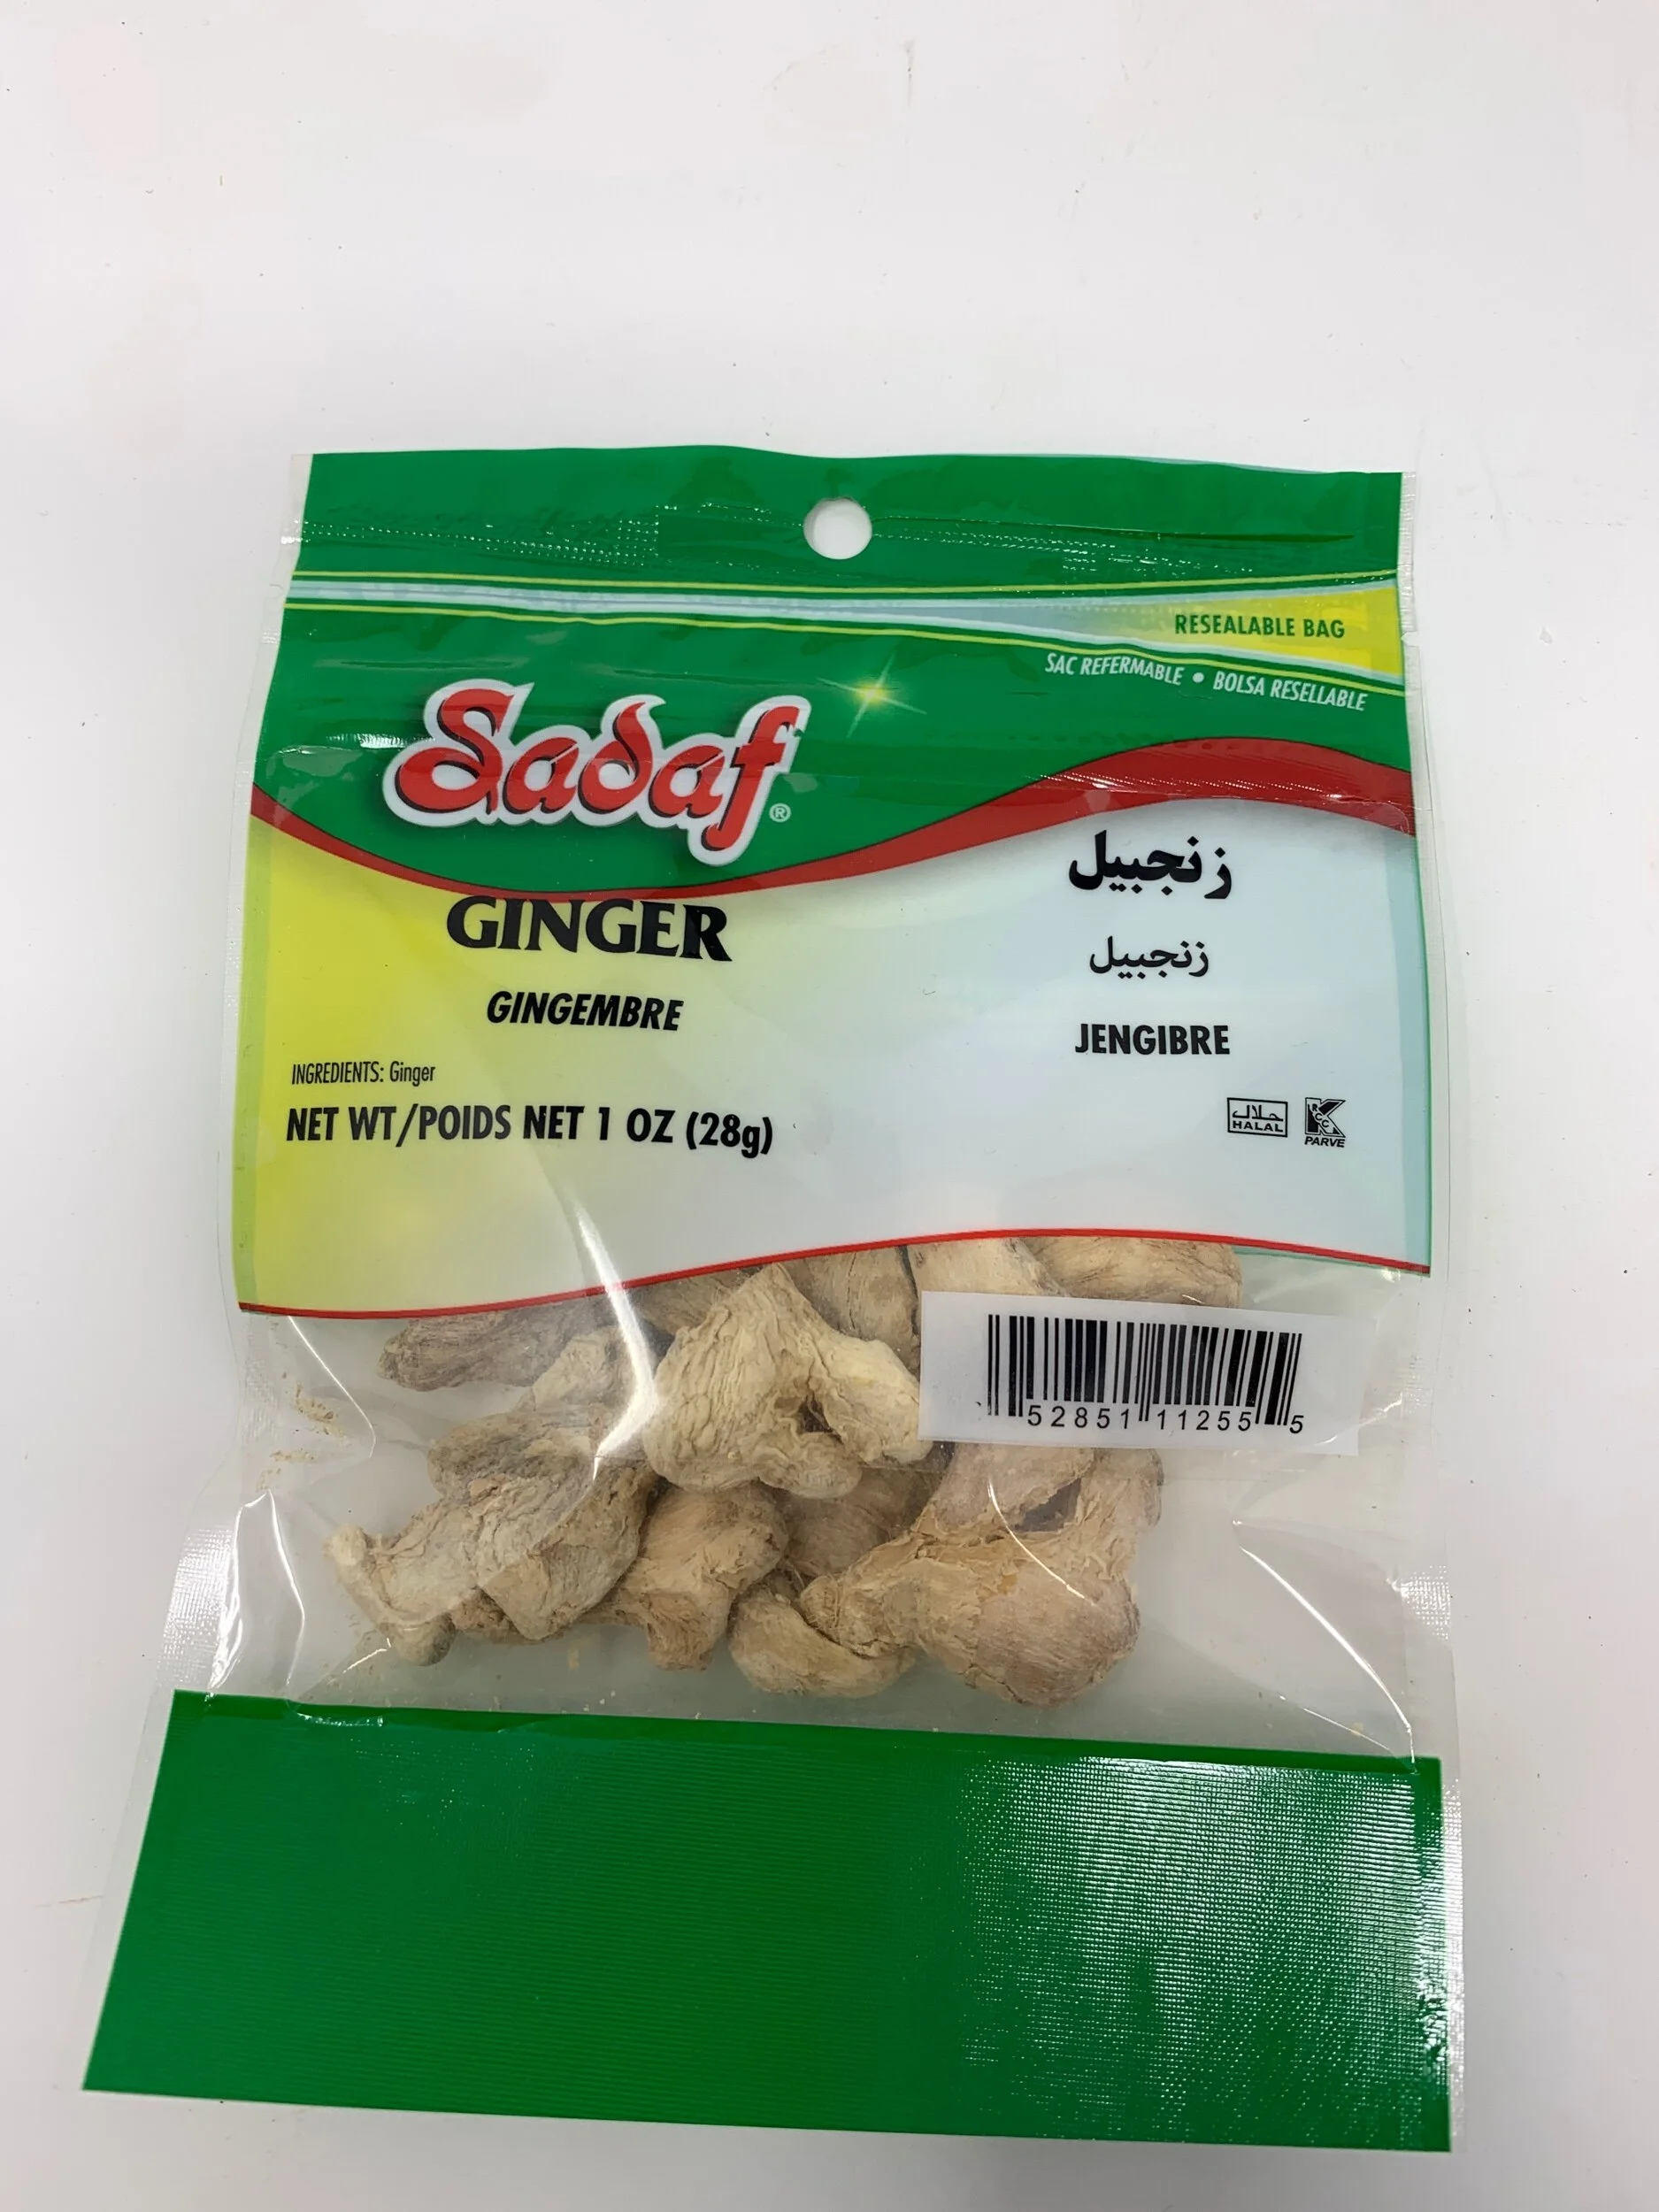 RESEALABLE BAG
SAC REFERMABLE • BOLSA RESELLABLE
Sadaf®
GINGER
GINGEMBRE
INGREDIENTS: Ginger
NET WT/POIDS NET 1 OZ (28g)
زنجبیل
زنجبيل
JENGIBRE
حلال
HALAL
RCC
K
PARVE
52851 11255 5